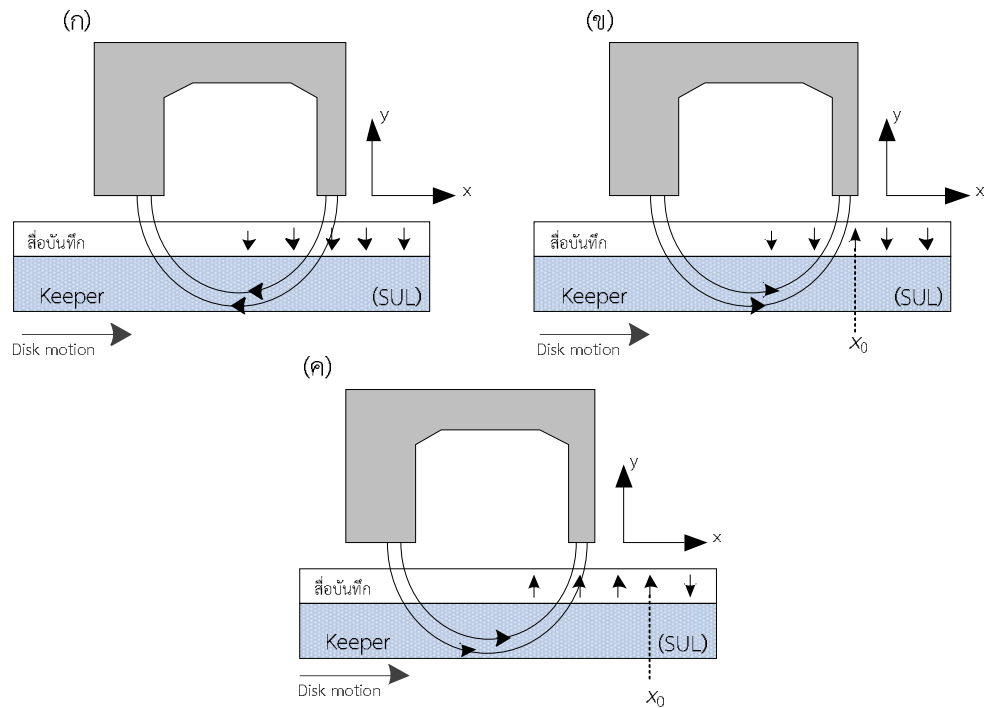 (ก)
y
x
สื่อบันทึก
Keeper (SUL)
Disk motion
(ข)
y
x
สื่อบันทึก
Keeper (SUL)
Disk motion
x0
(ค)
y
x
สื่อบันทึก
Keeper (SUL)
Disk motion
x0